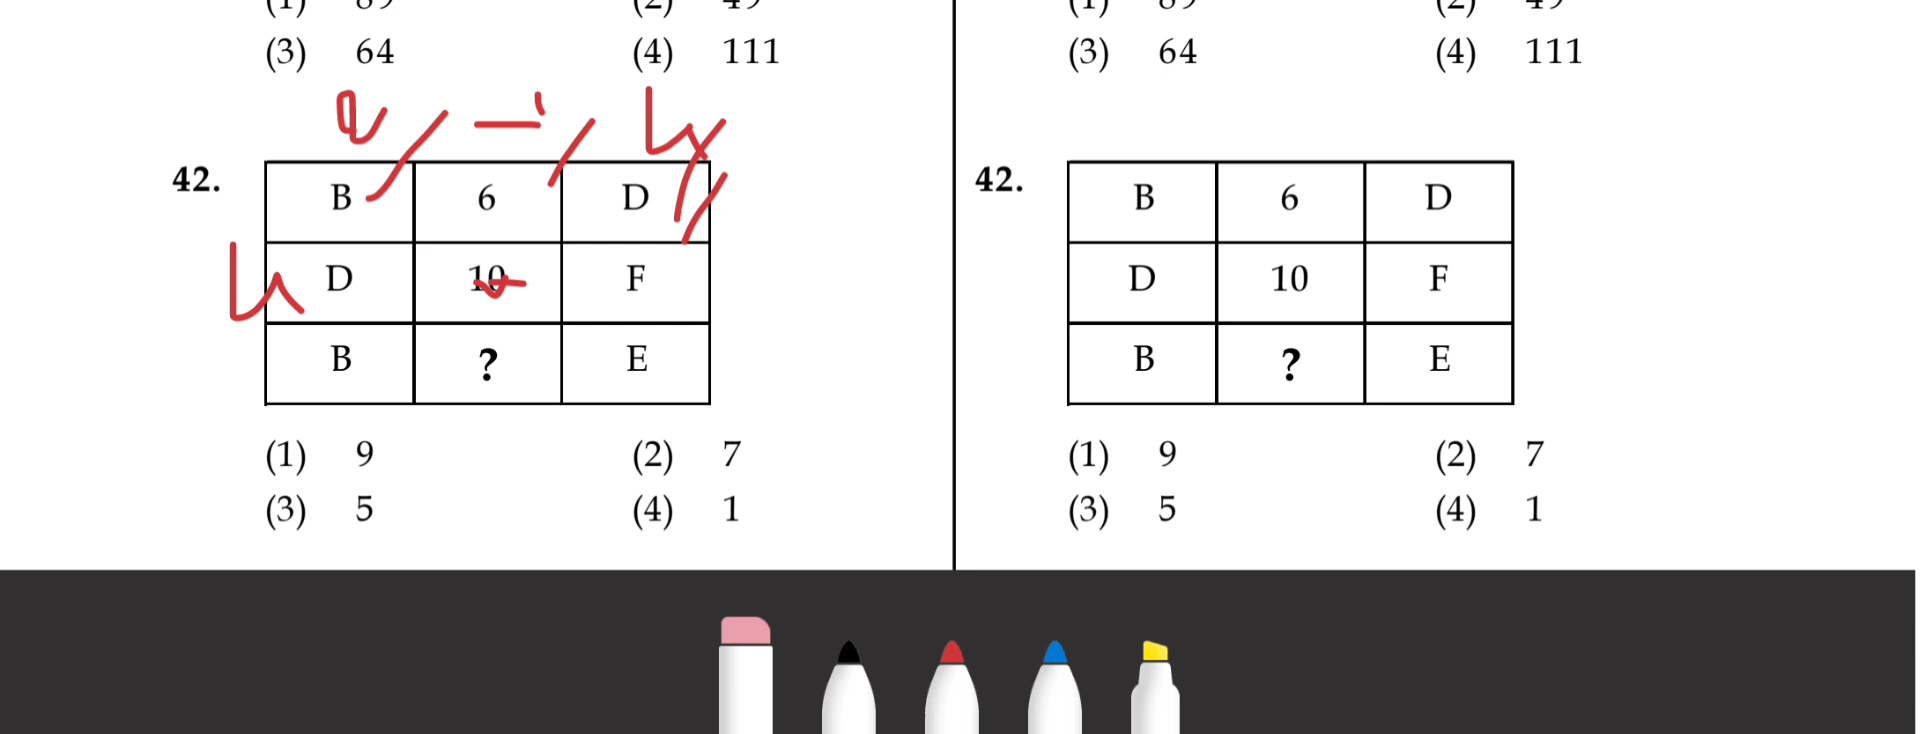 (3) 64 (4) 111
(3) 64 (4) 111
42.
B 6 D
D 10 F
B ? E
(1) 9 (2) 7
(3) 5 (4) 1
42.
B 6 D
D 10 F
B ? E
(1) 9 (2) 7
(3) 5 (4) 1